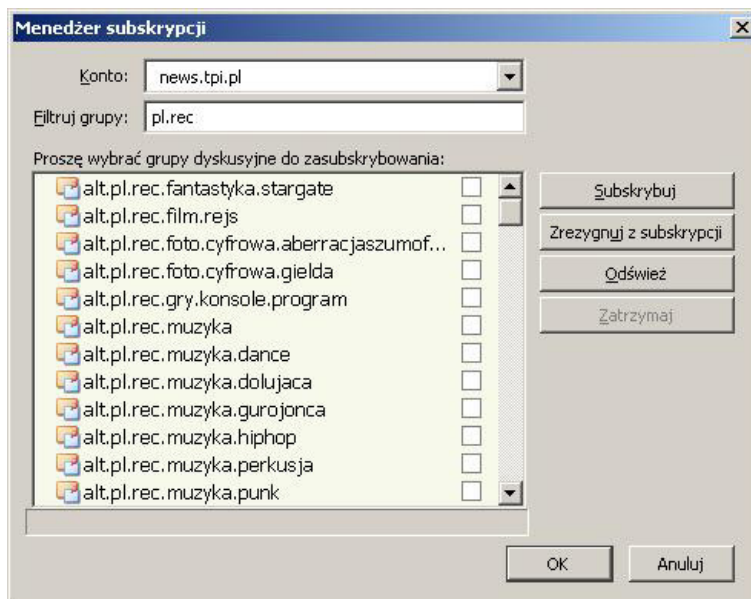 Menedżer subskrypcji
Konto: news.tpi.pl
Filtruj grupy: pl.rec
Proszę wybrać grupy dyskusyjne do zasubskrybowania:
alt.pl.rec.fantastyka.stargate
alt.pl.rec.film.rejs
alt.pl.rec.foto.cyfrowa.aberracjaszumof...
alt.pl.rec.foto.cyfrowa.gielda
alt.pl.rec.gry.konsole.program
alt.pl.rec.muzyka
alt.pl.rec.muzyka.dance
alt.pl.rec.muzyka.dolujaca
alt.pl.rec.muzyka.gurojonca
alt.pl.rec.muzyka.hiphop
alt.pl.rec.muzyka.perkusja
alt.pl.rec.muzyka.punk
Subskrybuj
Zrezygnuj z subskrypcji
Odśwież
Zatrzymaj
OK Anuluj